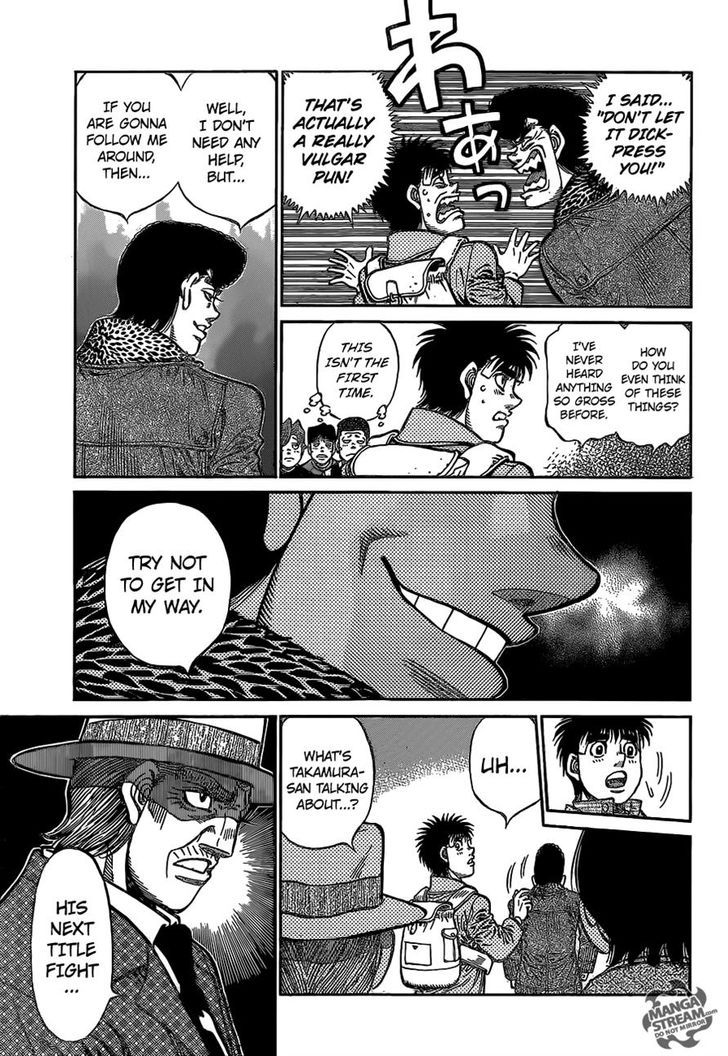 I SAID...
"DON'T LET
IT DICK-
PRESS
YOU!"
わあっ
THAT'S
ACTUALLY
A REALLY
VULGAR
PUN!
WELL,
I DON'T
NEED ANY
HELP,
BUT...
IF YOU
ARE GONNA
FOLLOW ME
AROUND,
THEN...
HOW
DO YOU
EVEN THINK
OF THESE
THINGS?
I'VE
NEVER
HEARD
ANYTHING
SO GROSS
BEFORE.
THIS
ISN'T THE
FIRST
TIME.
TRY NOT
TO GET IN
MY WAY.
UH...
WHAT'S
TAKAMURA-
SAN TALKING
ABOUT...?
HIS
NEXT
TITLE
FIGHT
...
MANGA
STREAM.COM
DO NOT MIRROR